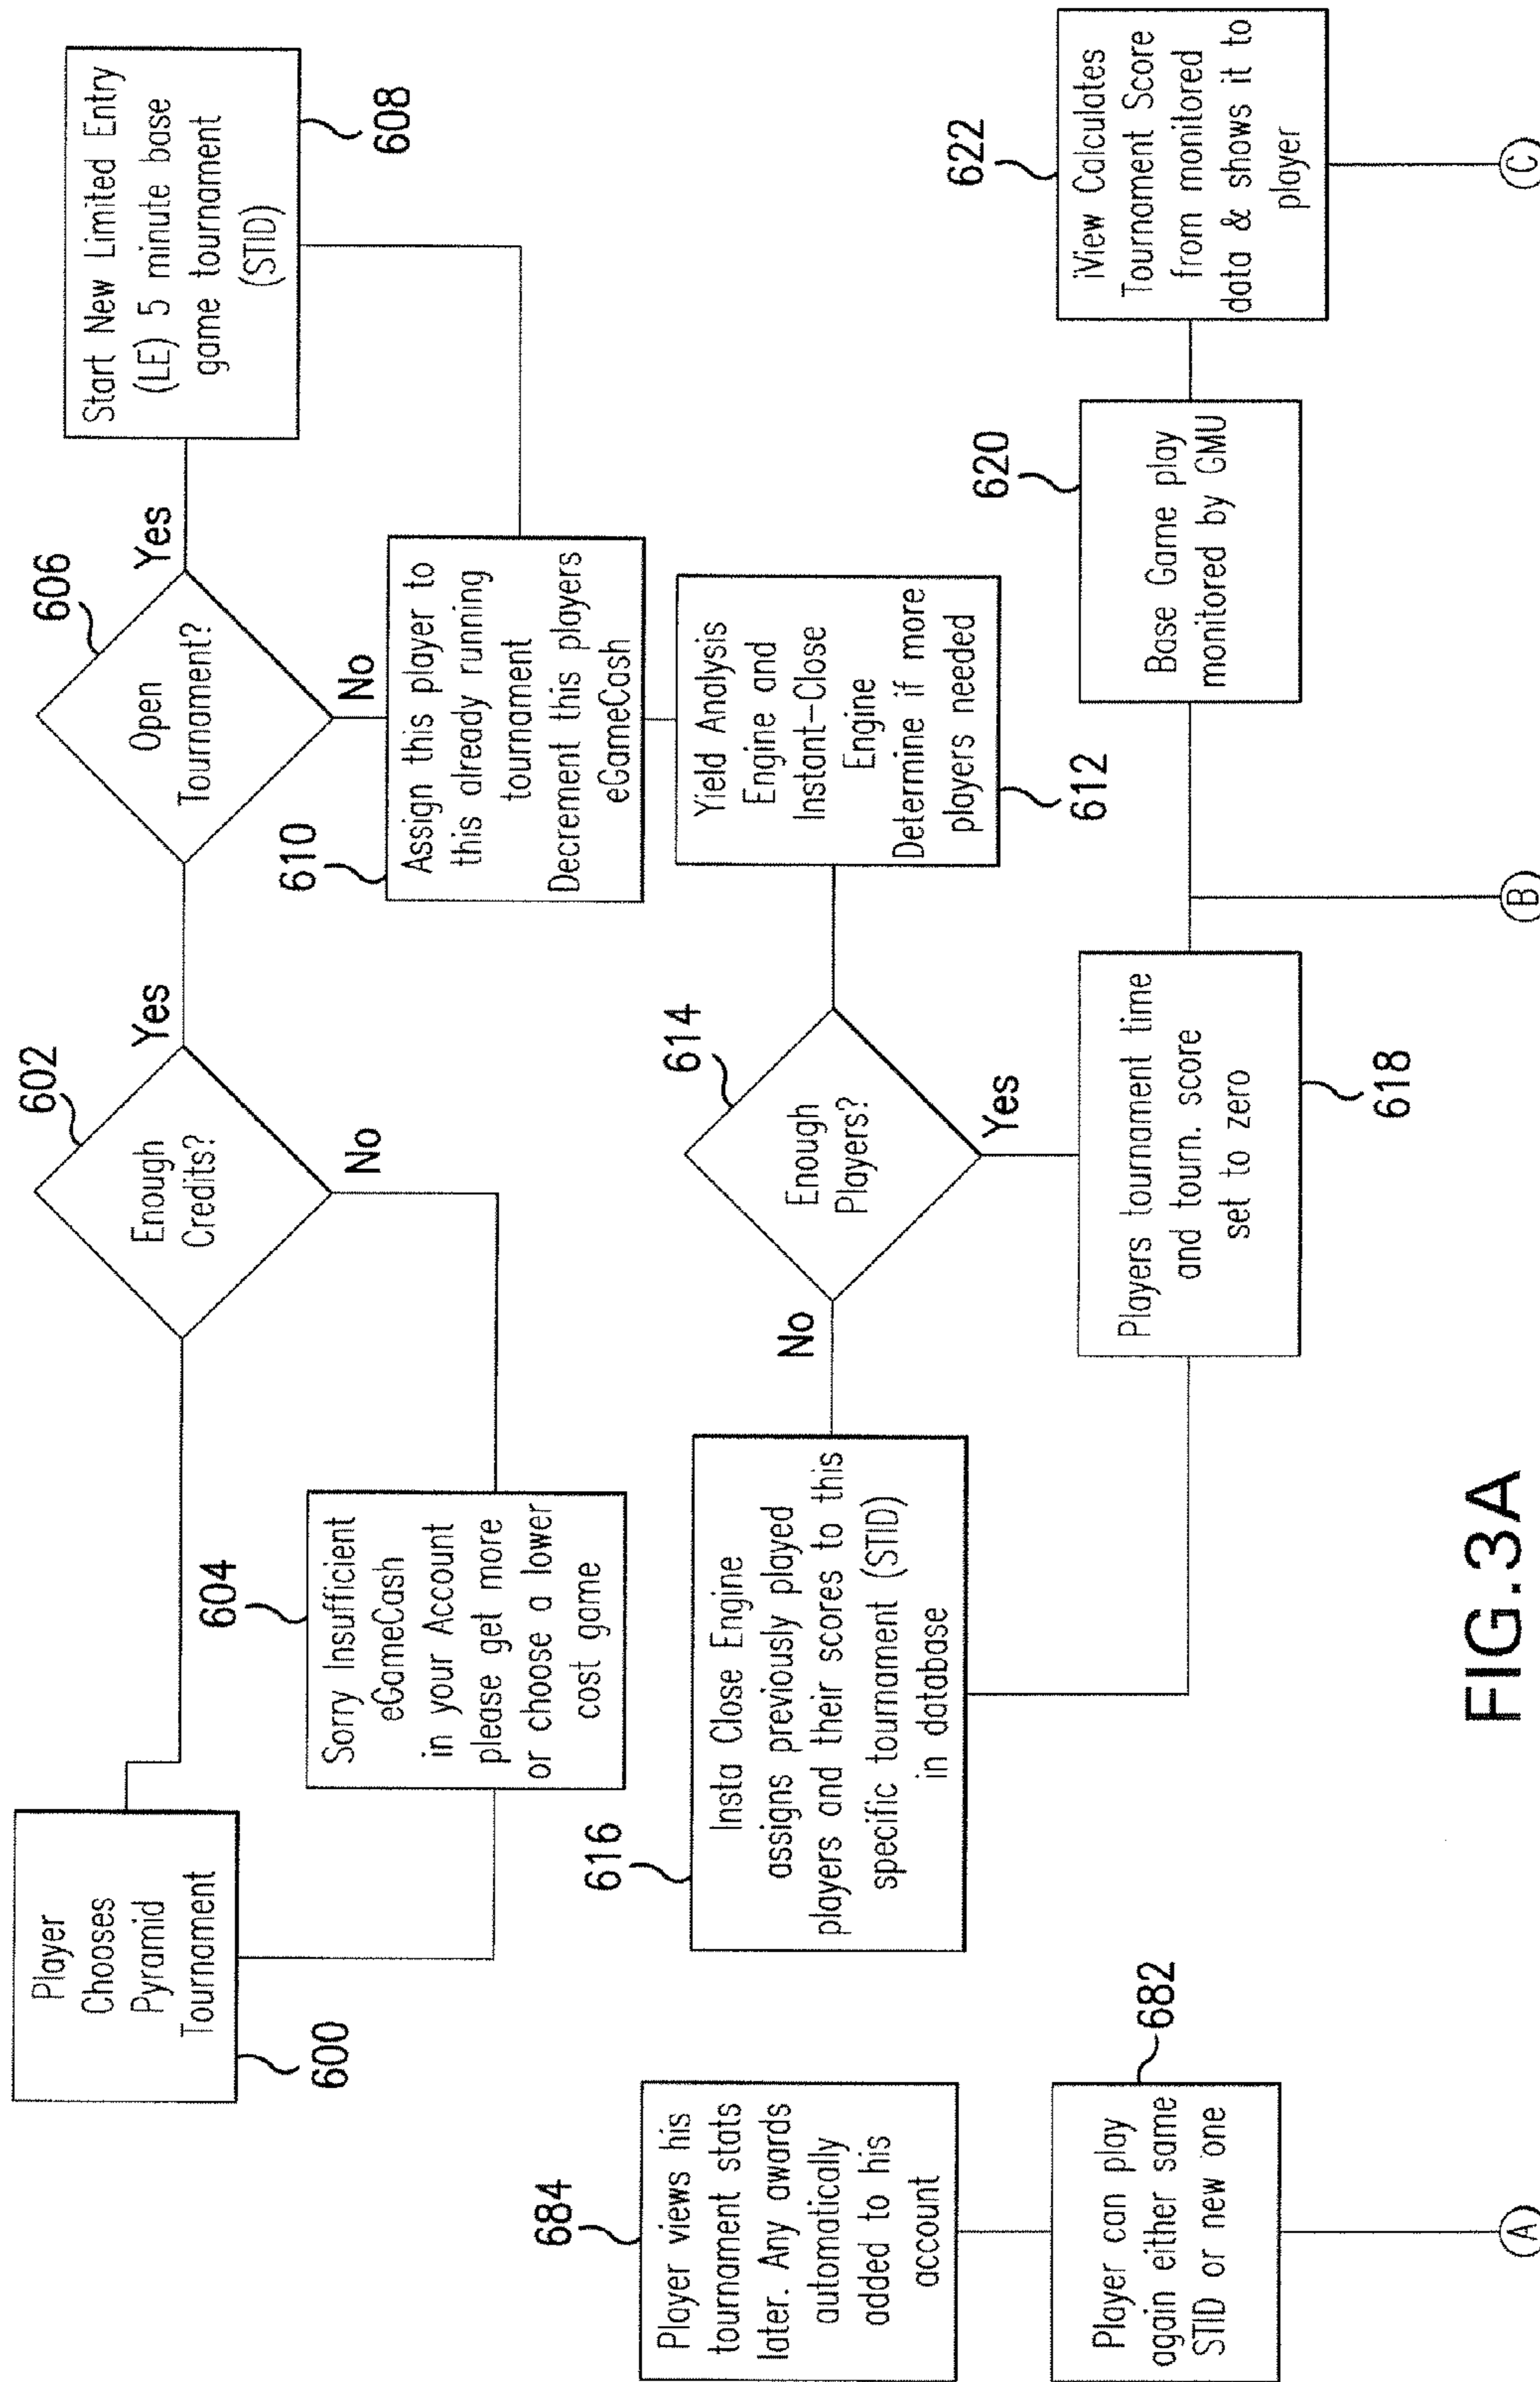 Player
Chooses
Pyramid
Tournament
600
Enough
Credits?
602
Yes
No
Sorry Insufficient
eGameCash
in your Account
please get more
or choose a lower
cost game
604
Open
Tournament?
606
Yes
No
Start New Limited Entry
(LE) 5 minute base
game tournament
(STID)
608
Assign this player to
this already running
tournament
Decrement this players
eGameCash
610
Yield Analysis
Engine and
Instant-Close
Engine
Determine if more
players needed
612
Enough
Players?
614
No
Yes
Insta Close Engine
assigns previously played
players and their scores to this
specific tournament (STID)
in database
616
Players tournament time
and tourn. score
set to zero
618
Base Game play
monitored by GMU
620
iView Calculates
Tournament Score
from monitored
data & shows it to
player
622
Player views his
tournament stats
later. Any awards
automatically
added to his
account
684
Player can play
again either same
STID or new one
682
A
B
C
FIG.3A